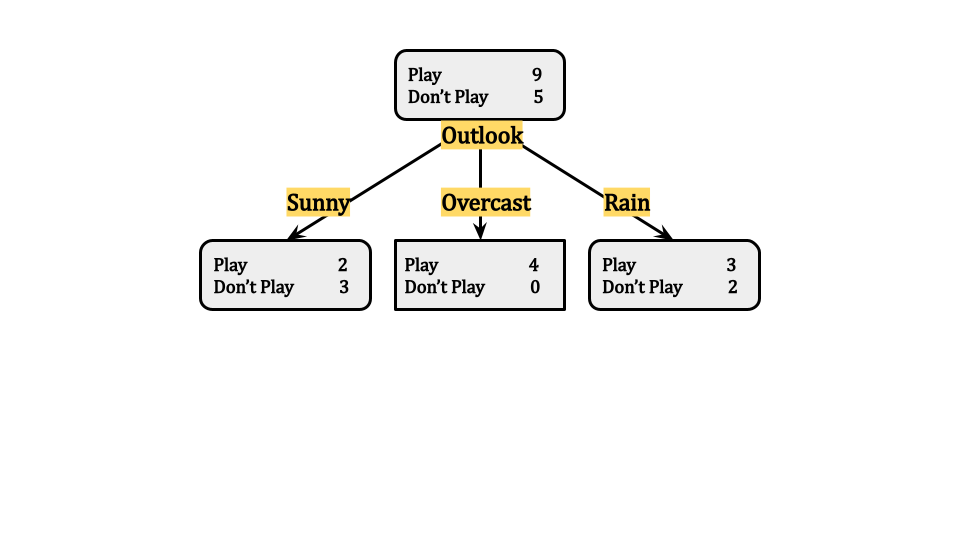 Play 9
Don’t Play 5
Outlook
Sunny Overcast Rain
Play 2
Don’t Play 3
Play 4
Don’t Play 0
Play 3
Don’t Play 2